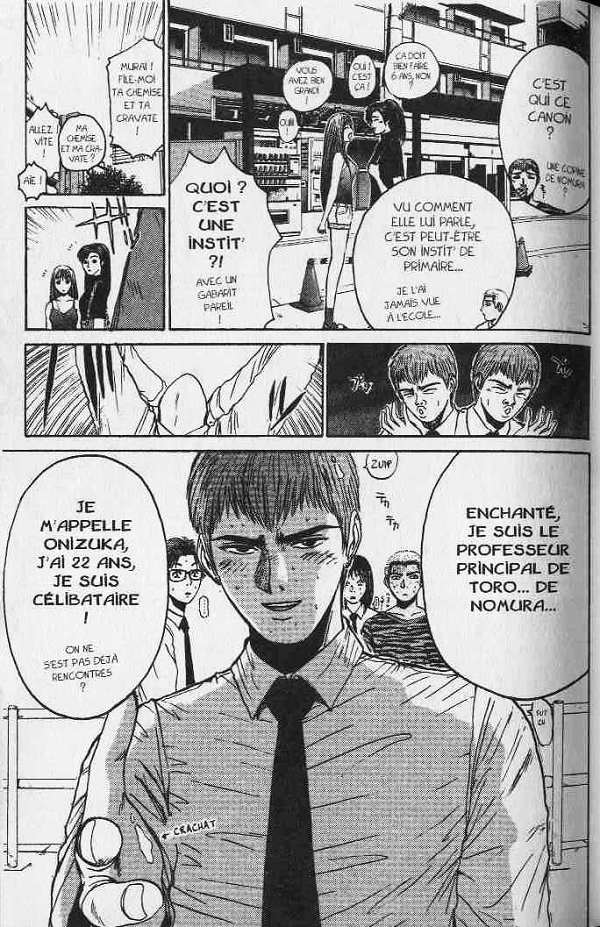 C'EST
QUI CE
CANON
?
UNE COPINE
DE NOMURA
?
ÇA DOIT
BIEN FAIRE
6 ANS, NON
?
OUI !
C'EST
ÇA !
VOUS
AVEZ BIEN
GRANDI
!
OUAI
!
VU COMMENT
ELLE LUI PARLE,
C'EST PEUT-ÊTRE
SON INSTIT' DE
PRIMAIRE...
JE L'AI
JAMAIS VUE
À L'ÉCOLE...
QUOI ?
C'EST
UNE
INSTIT'
?!
AVEC UN
GABARIT
PAREIL
!
MURAI !
FILE-MOI
TA CHEMISE
ET TA
CRAVATE !
MA
CHEMISE
ET MA CRA-
VATE ?
ALLEZ
VITE
!
AÏE !
ENCHANTÉ,
JE SUIS LE
PROFESSEUR
PRINCIPAL DE
TORO... DE
NOMURA...
ZUIP
JE
M'APPELLE
ONIZUKA,
J'AI 22 ANS,
JE SUIS
CÉLIBATAIRE
!
ON NE
S'EST PAS DÉJÀ
RENCONTRÉS
?
CRACHAT